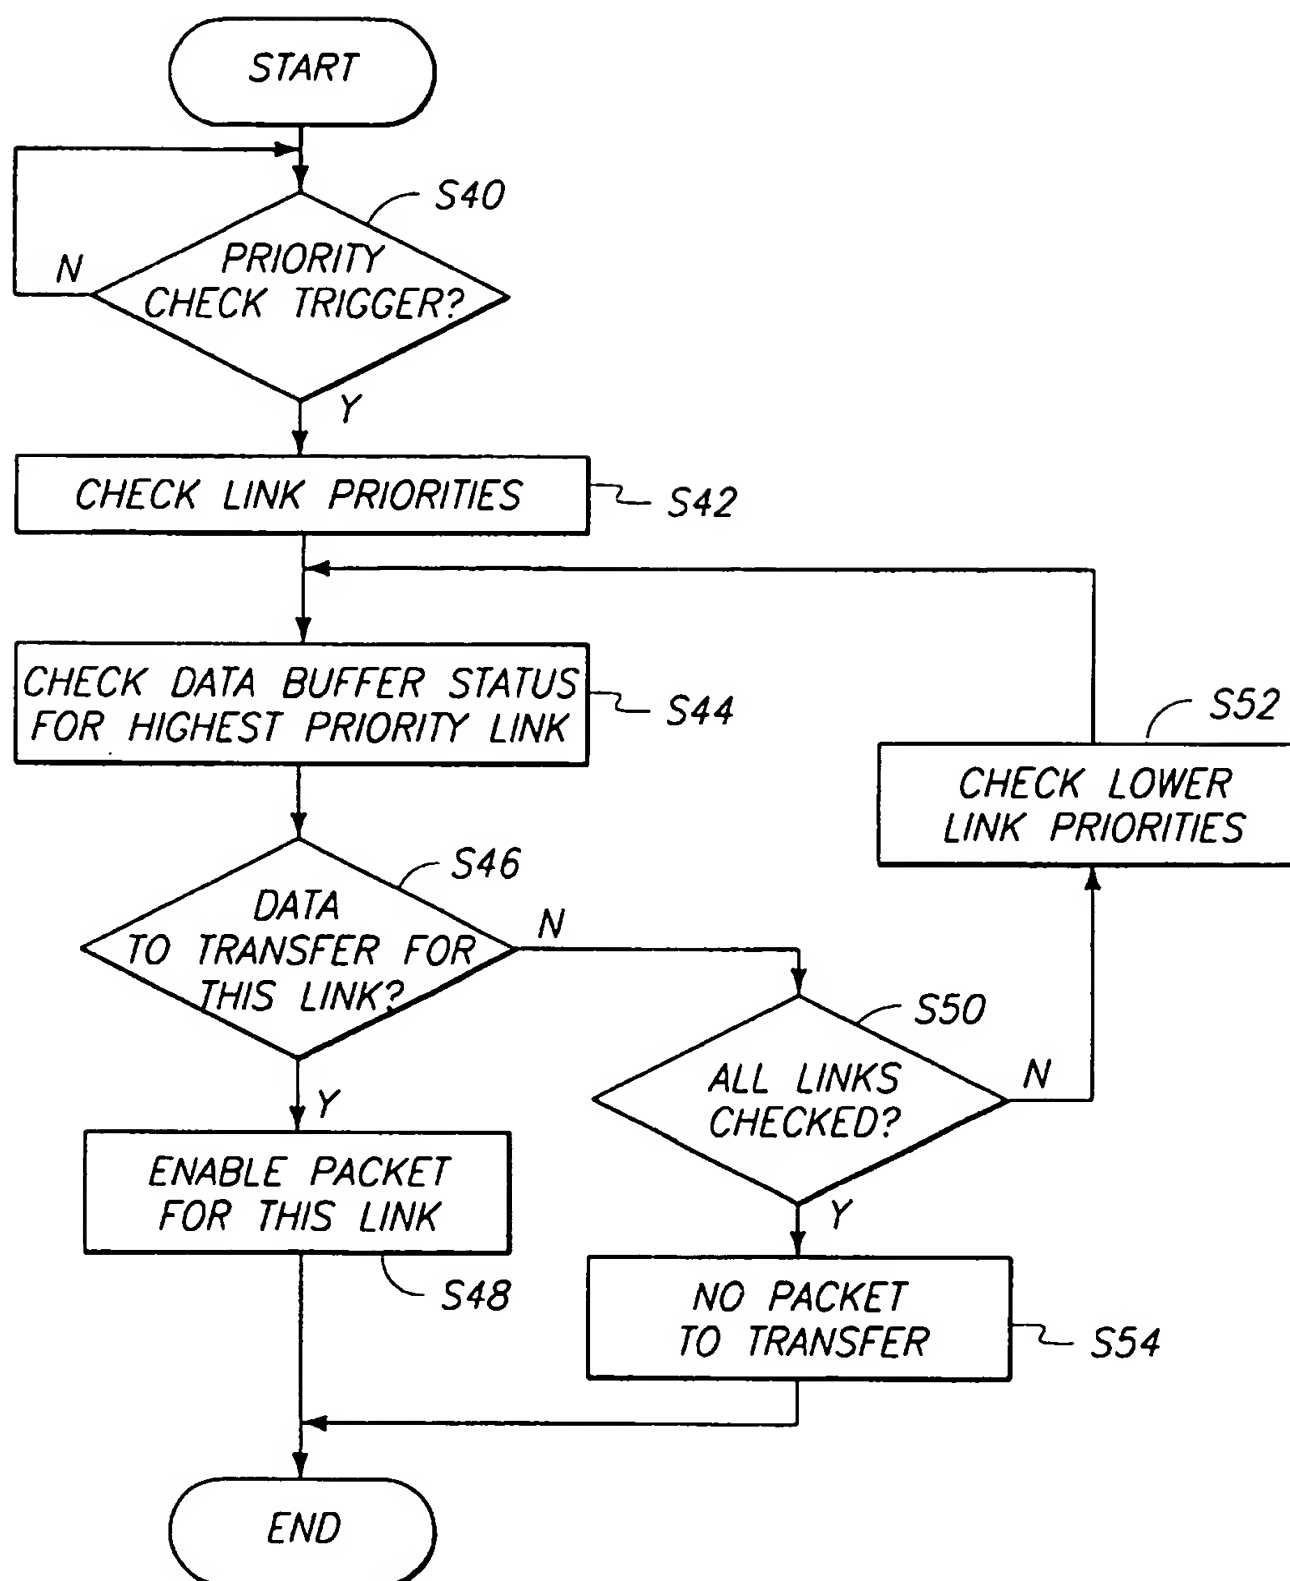 START
S40
PRIORITY
CHECK TRIGGER?
N
Y
CHECK LINK PRIORITIES
S42
CHECK DATA BUFFER STATUS
FOR HIGHEST PRIORITY LINK
S44
S52
CHECK LOWER
LINK PRIORITIES
S46
DATA
TO TRANSFER FOR
THIS LINK?
N
Y
S50
ALL LINKS
CHECKED?
N
Y
ENABLE PACKET
FOR THIS LINK
S48
NO PACKET
TO TRANSFER
S54
END